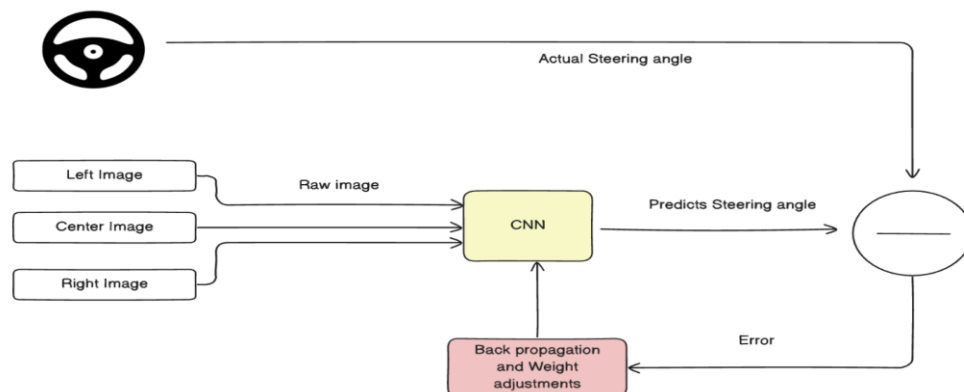 Actual Steering angle
Left Image
Raw image
Center Image
CNN
Predicts Steering angle
Right Image
Back propagation
and Weight
adjustments
Error